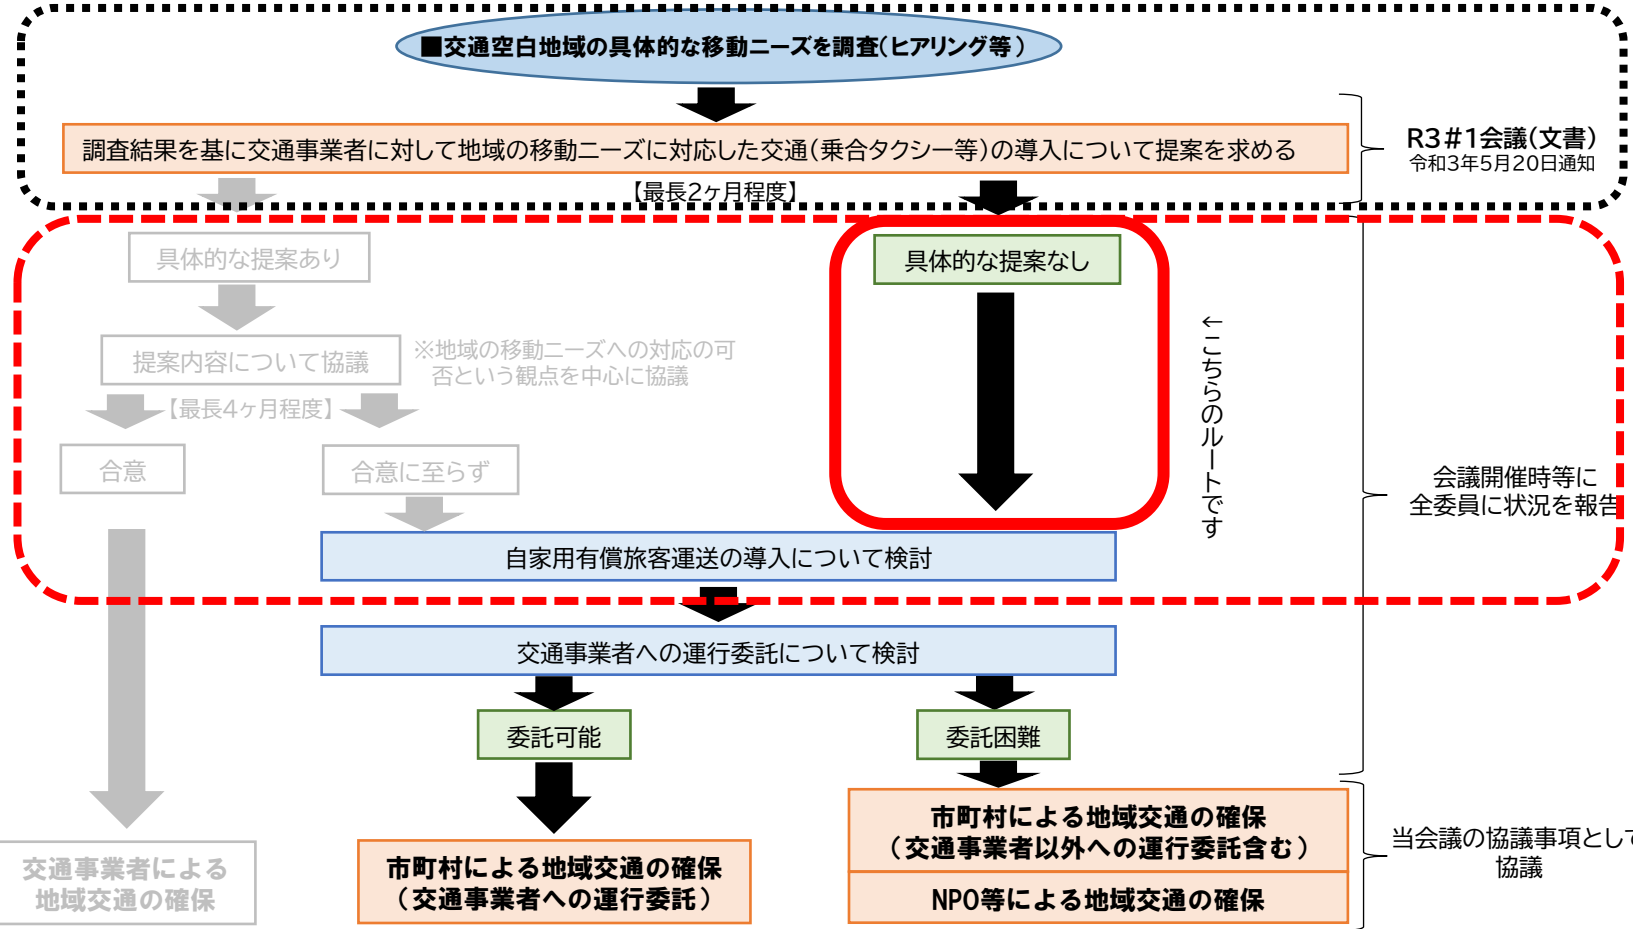 ■交通空白地域の具体的な移動ニーズを調査(ヒアリング等)
調査結果を基に交通事業者に対して地域の移動ニーズに対応した交通(乗合タクシー等)の導入について提案を求める
R3#1会議(文書)
令和3年5月20日通知
【最長2ヶ月程度】
具体的な提案あり
具体的な提案なし
←こちらのルートです
提案内容について協議
※地域の移動ニーズへの対応の可
否という観点を中心に協議
【最長4ヶ月程度】
合意
合意に至らず
会議開催時等に
全委員に状況を報告
自家用有償旅客運送の導入について検討
交通事業者への運行委託について検討
委託可能
委託困難
交通事業者による
地域交通の確保
市町村による地域交通の確保
(交通事業者への運行委託)
市町村による地域交通の確保
(交通事業者以外への運行委託含む)
NPO等による地域交通の確保
当会議の協議事項として
協議